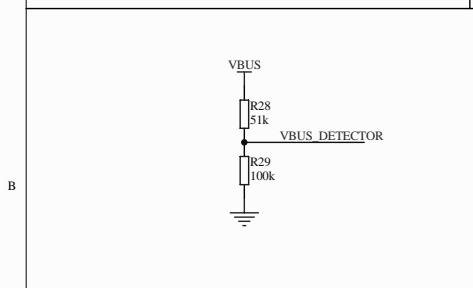 VBUS
R28
51k
VBUS_DETECTOR
R29
100k
B